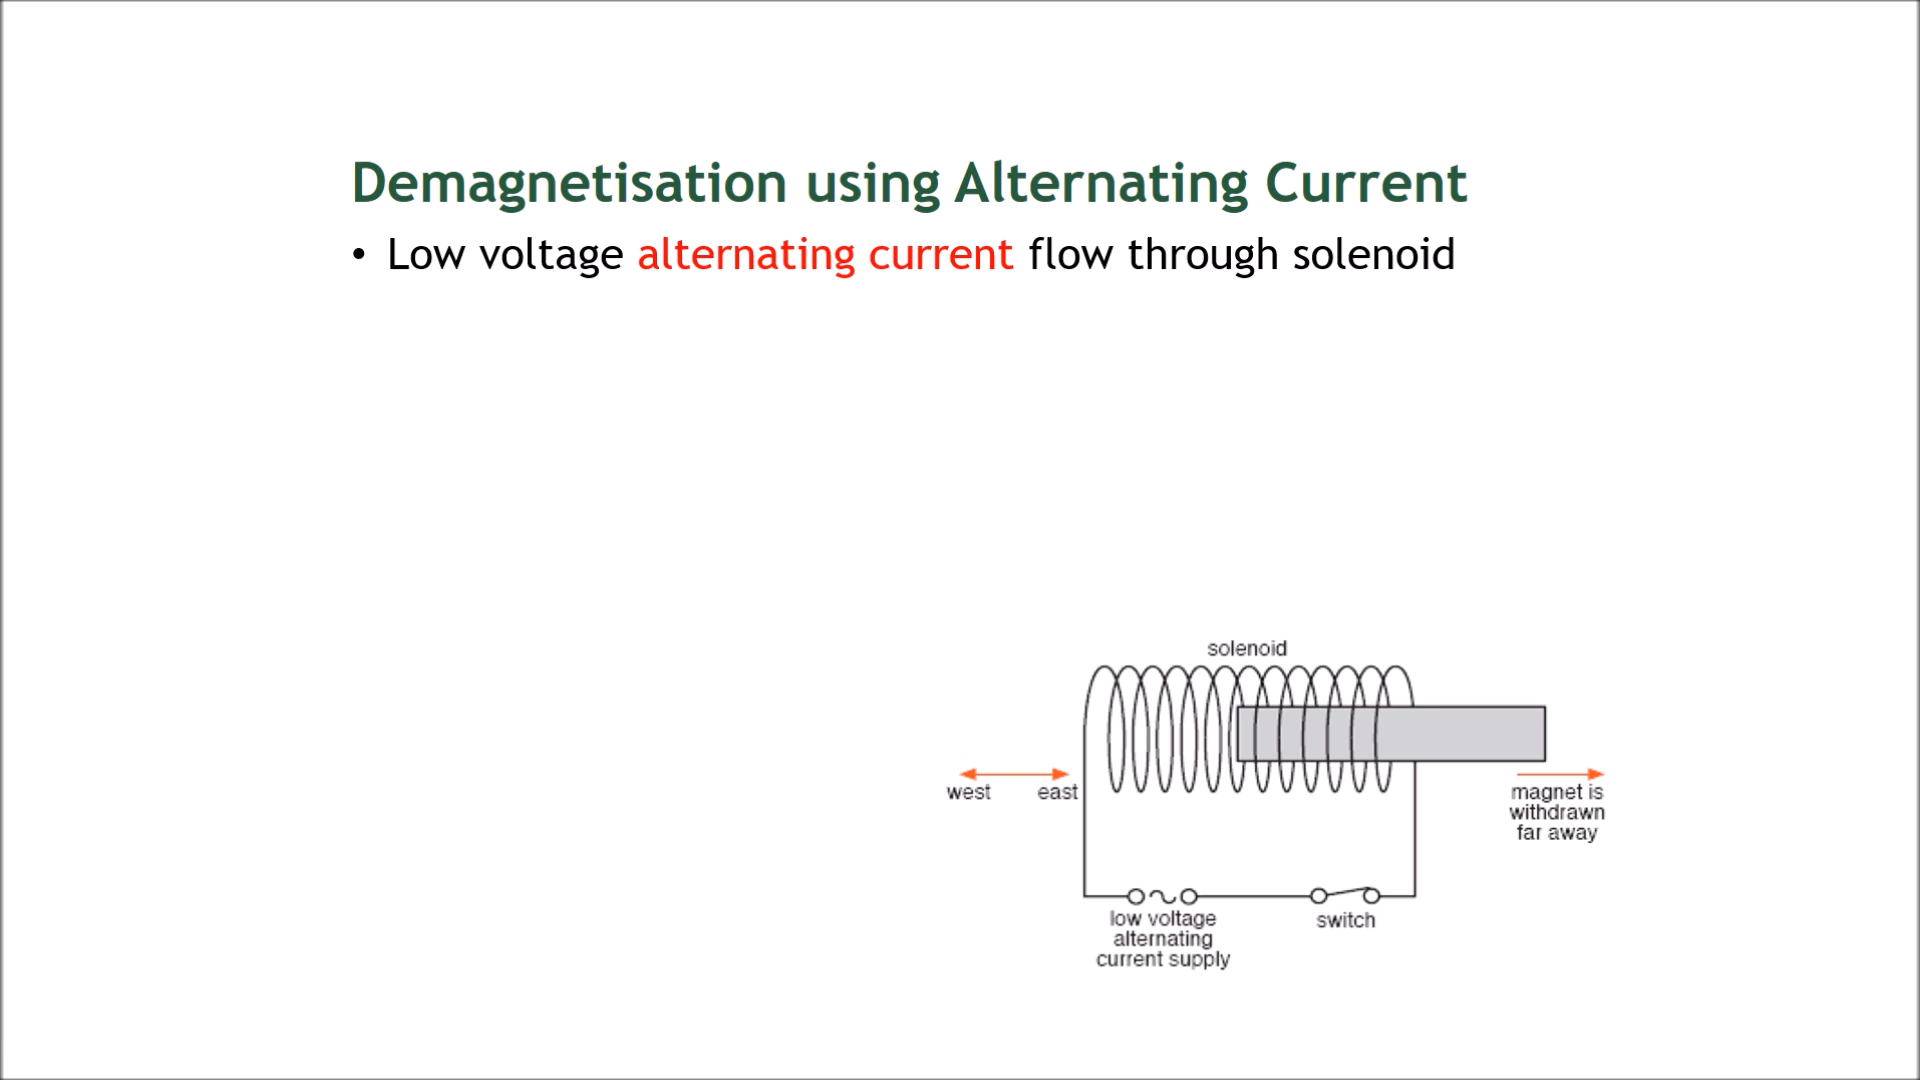 Demagnetisation using Alternating Current
• Low voltage alternating current flow through solenoid
solenoid
west
east
magnet is
withdrawn
far away
low voltage
alternating
current supply
switch